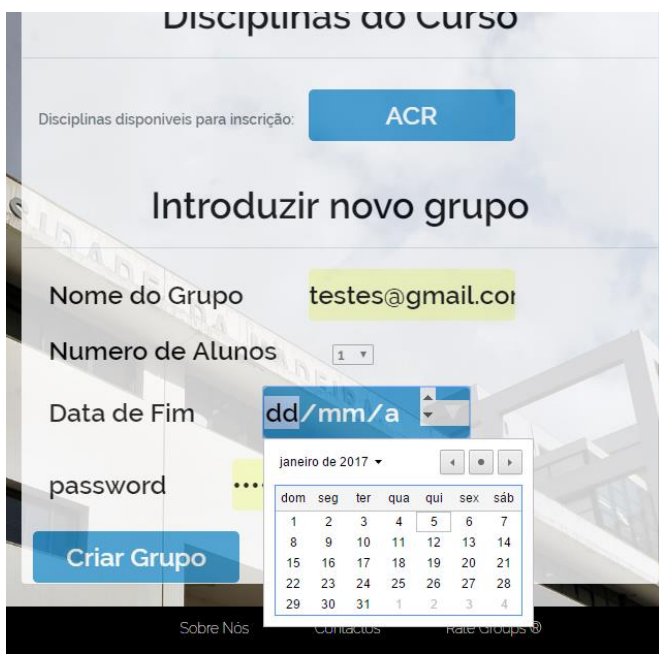 Disciplinas do Curso
Disciplinas disponiveis para inscrição: ACR
Introduzir novo grupo
Nome do Grupo testes@gmail.cor
Numero de Alunos 1
Data de Fim dd/mm/a
janeiro de 2017
password ••••
dom seg ter qua qui sex sáb
1 2 3 4 5 6 7
8 9 10 11 12 13 14
Criar Grupo
15 16 17 18 19 20 21
22 23 24 25 26 27 28
29 30 31 1 2 3 4
Sobre Nós Contactos Rate Groups ®